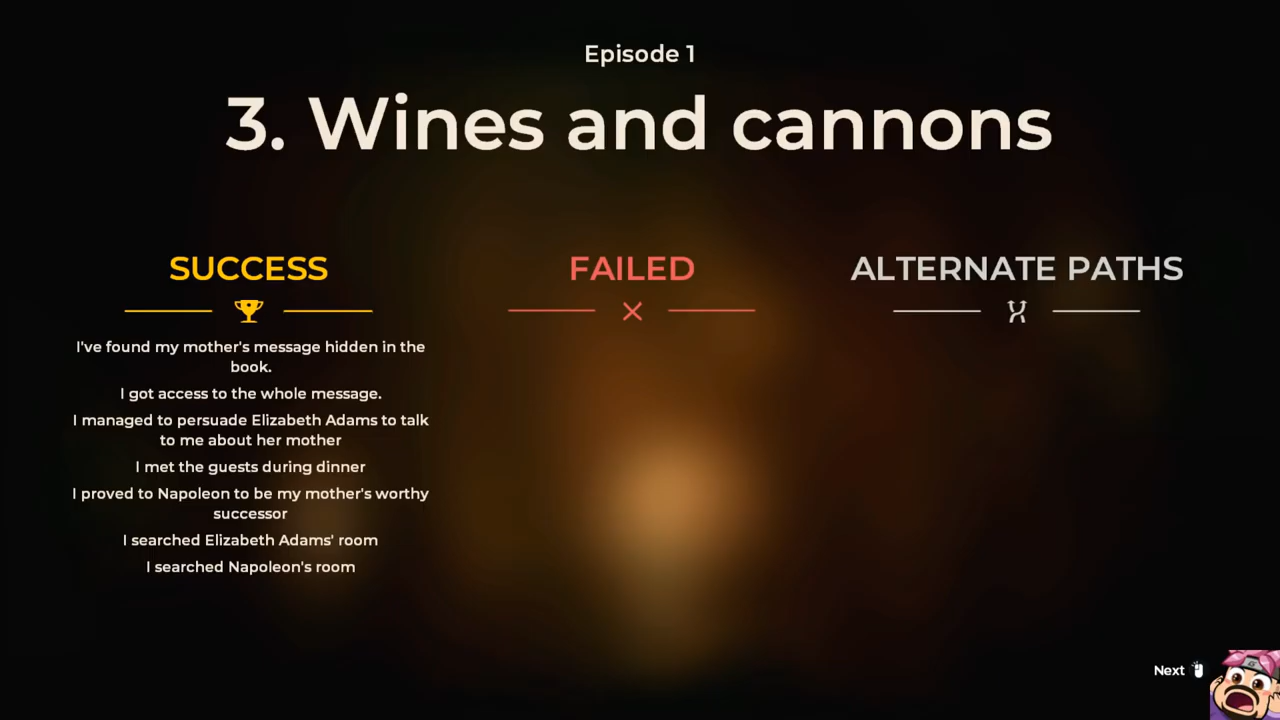 Episode 1
3. Wines and cannons
SUCCESS
I've found my mother's message hidden in the
book.
I got access to the whole message.
I managed to persuade Elizabeth Adams to talk
to me about her mother
I met the guests during dinner
I proved to Napoleon to be my mother's worthy
successor
I searched Elizabeth Adams' room
I searched Napoleon's room
FAILED
ALTERNATE PATHS
Next